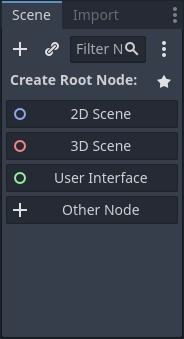 Scene Import
Filter N
Create Root Node:
2D Scene
3D Scene
User Interface
Other Node